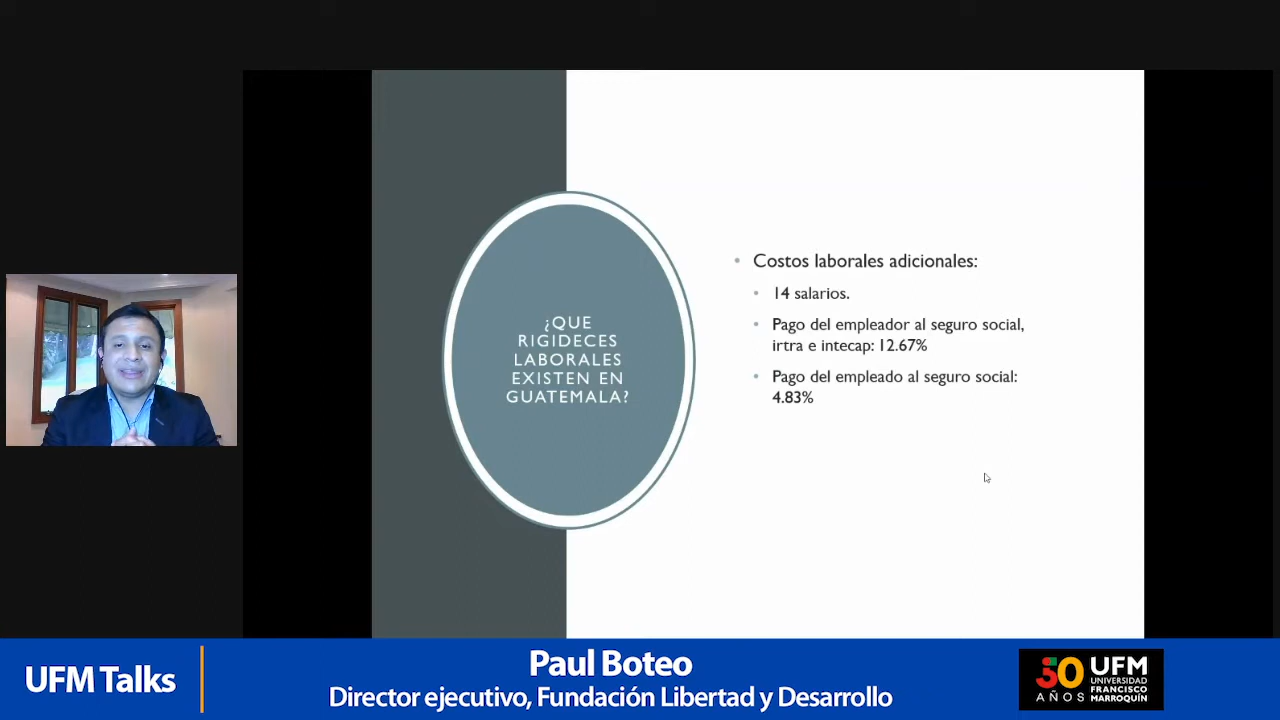 ¿QUE
RIGIDECES
LABORALES
EXISTEN EN
GUATEMALA?
• Costos laborales adicionales:
• 14 salarios.
• Pago del empleador al seguro social,
irtra e intecap: 12.67%
• Pago del empleado al seguro social:
4.83%
UFM Talks
Paul Boteo
Director ejecutivo, Fundación Libertad y Desarrollo
50
AÑOS
UFM
UNIVERSIDAD
FRANCISCO
MARROQUÍN